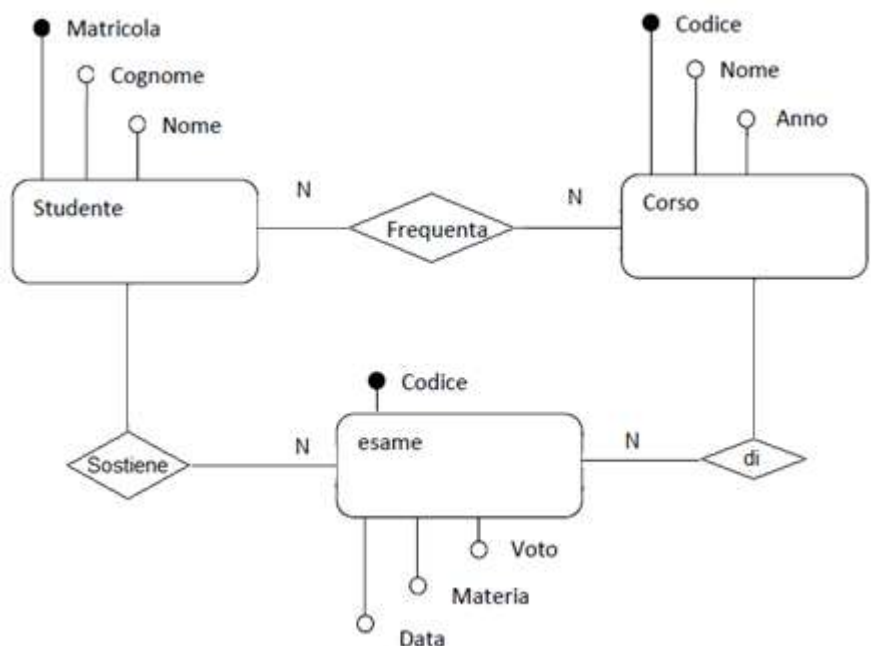 Matricola
Cognome
Nome
Codice
Nome
Anno
Studente
N
Frequenta
N
Corso
Codice
esame
Sostiene
N
N
di
Voto
Materia
Data